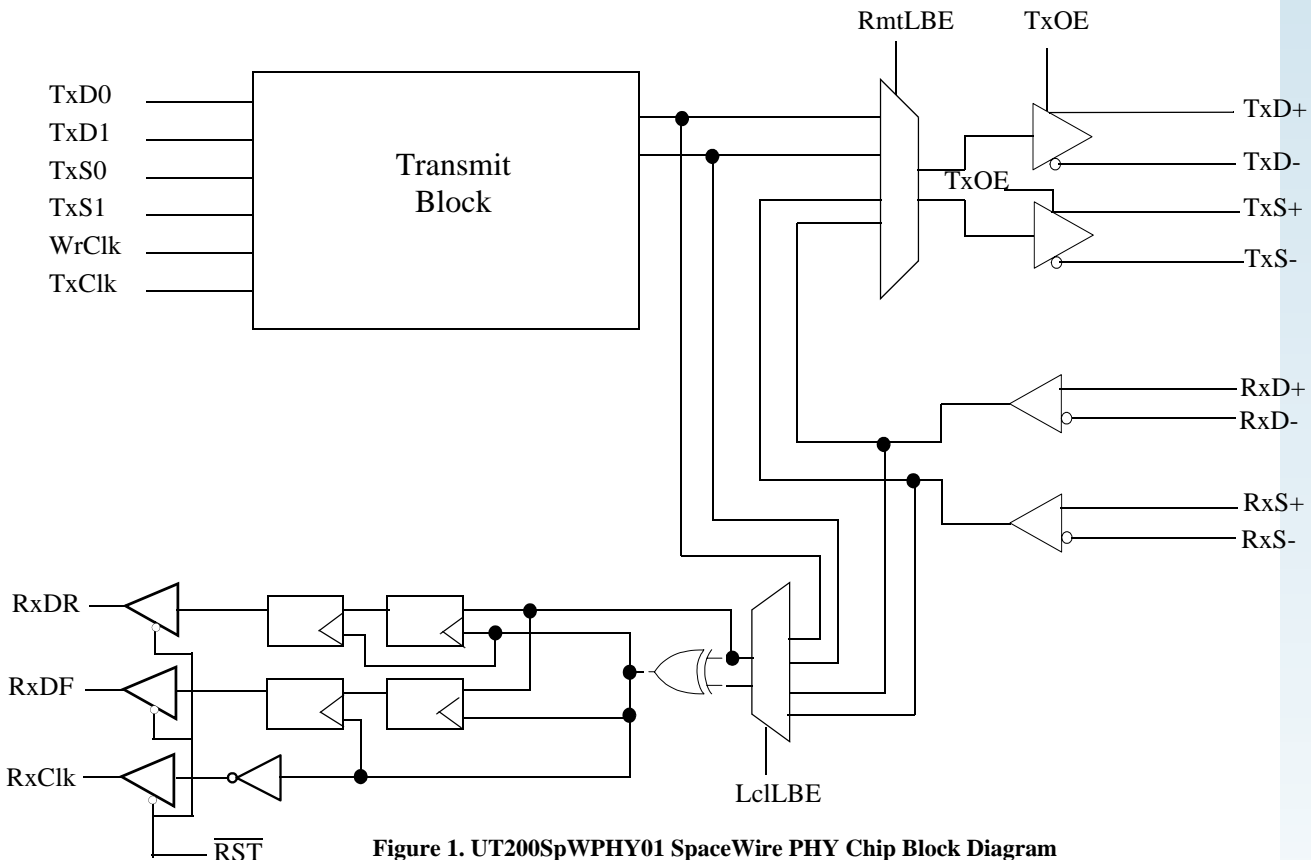 RmtLBE
TxOE
TxD0
TxD1
TxS0
TxS1
WrClk
TxClk
Transmit
Block
TxD+
TxD-
TxOE
TxS+
TxS-
RxD+
RxD-
RxS+
RxS-
RxDR
RxDF
RxClk
LclLBE
RST
Figure 1. UT200SpWPHY01 SpaceWire PHY Chip Block Diagram